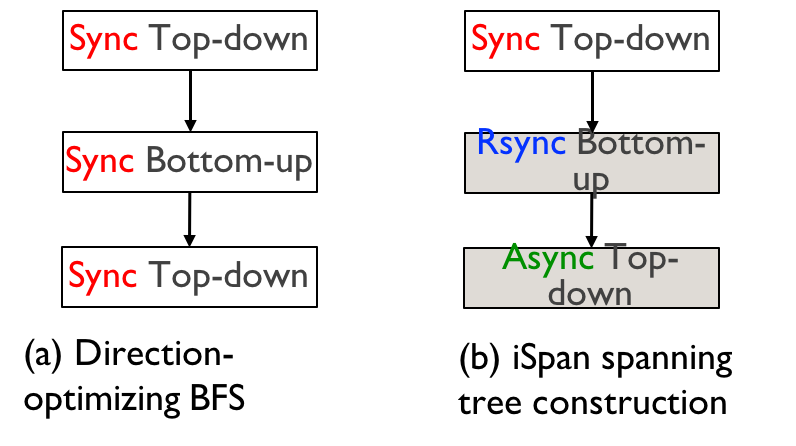 Sync Top-down
Sync Bottom-up
Sync Top-down
(a) Direction-
optimizing BFS
Sync Top-down
Rsync Bottom-
up
Async Top-
down
(b) iSpan spanning
tree construction